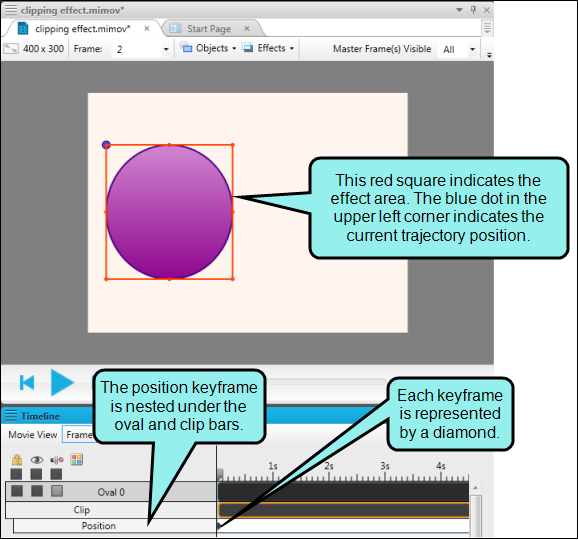 clipping effect.mimov*
clipping effect.mimov* × Start Page ×
400 x 300 Frame: 2 Objects Effects Master Frame(s) Visible All
This red square indicates the
effect area. The blue dot in the
upper left corner indicates the
current trajectory position.
The position keyframe
is nested under the
oval and clip bars.
Each keyframe
is represented
by a diamond.
Timeline
Movie View Frame
1s 2s 3s 4s
Oval 0
Clip
Position